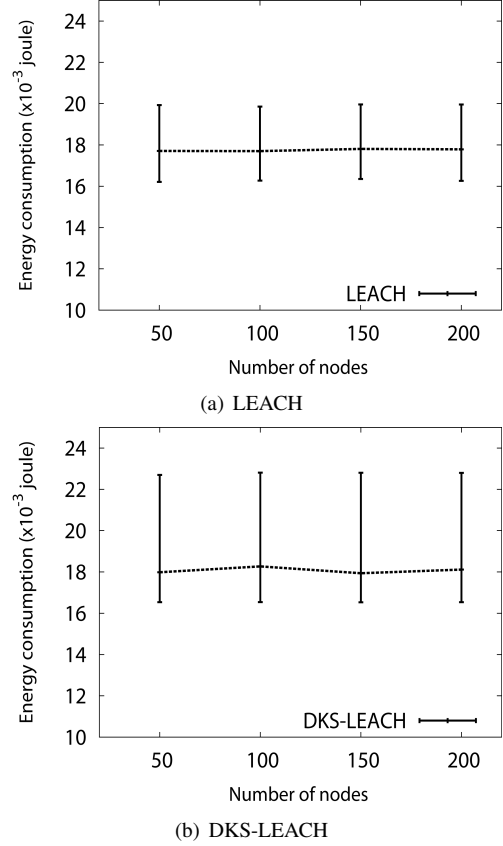 Energy consumption (x10-3 joule)
24
22
20
18
16
14
12
10
LEACH
50 100 150 200
Number of nodes
(a) LEACH
Energy consumption (x10-3 joule)
24
22
20
18
16
14
12
10
DKS-LEACH
50 100 150 200
Number of nodes
(b) DKS-LEACH